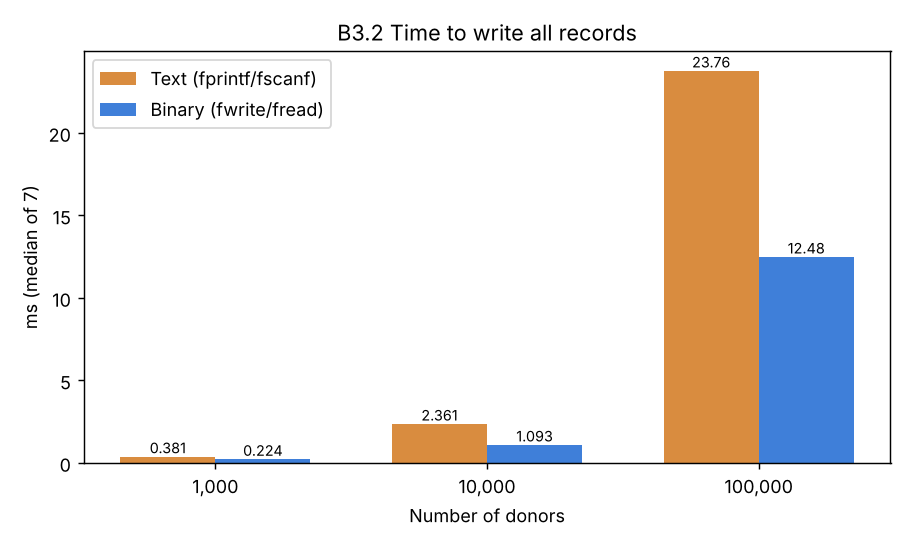 B3.2 Time to write all records
Text (fprintf/fscanf)
Binary (fwrite/fread)
ms (median of 7)
20
15
10
5
0
0.381
0.224
2.361
1.093
23.76
12.48
1,000
10,000
100,000
Number of donors